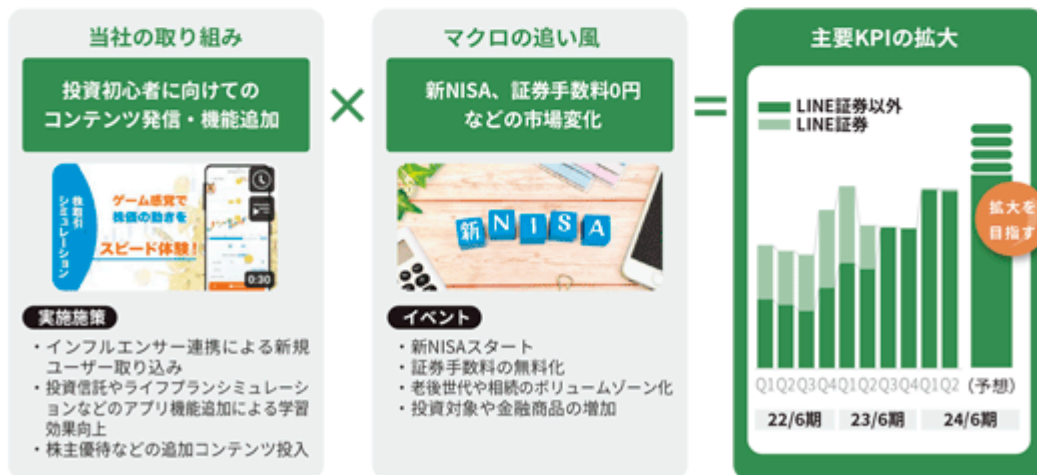 当社の取り組み
投資初心者に向けての
コンテンツ発信・機能追加
株取引
シミュレーション
ゲーム感覚で
株価の動きを
スピード体験!
0:30
実施施策
・インフルエンサー連携による新規
ユーザー取り込み
・投資信託やライフプランシミュレーシ
ョンなどのアプリ機能追加による学習
効果向上
・株主優待などの追加コンテンツ投入
×
マクロの追い風
新NISA、証券手数料0円
などの市場変化
新NISA
イベント
・新NISAスタート
・証券手数料の無料化
・老後世代や相続のボリュームゾーン化
・投資対象や金融商品の増加
=
主要KPIの拡大
LINE証券以外
LINE証券
拡大を
目指す
Q1 Q2 Q3 Q4 Q1 Q2 Q3 Q4 Q1 Q2 (予想)
22/6期 23/6期 24/6期